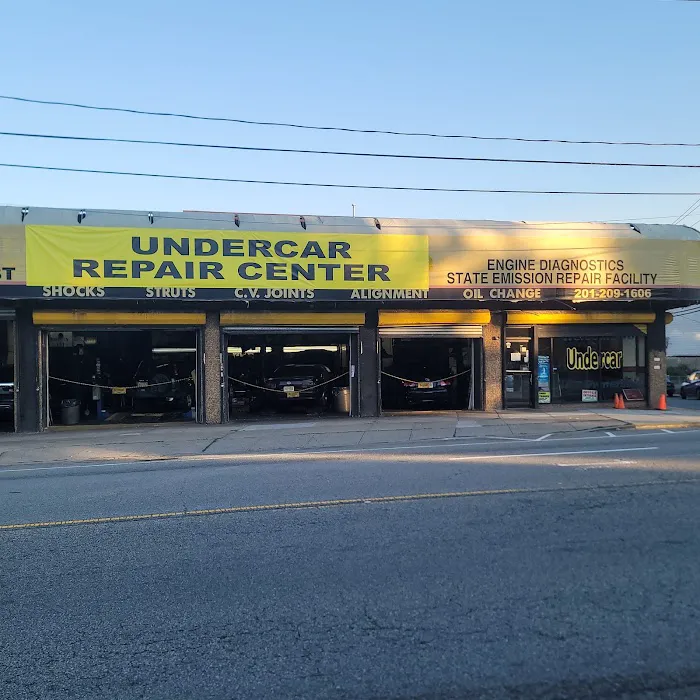 UNDERCAR
REPAIR CENTER
ST
SHOCKS STRUTS C.V. JOINTS ALIGNMENT
ENGINE DIAGNOSTICS
STATE EMISSION REPAIR FACILITY
OIL CHANGE 201-209-1606
Undercar